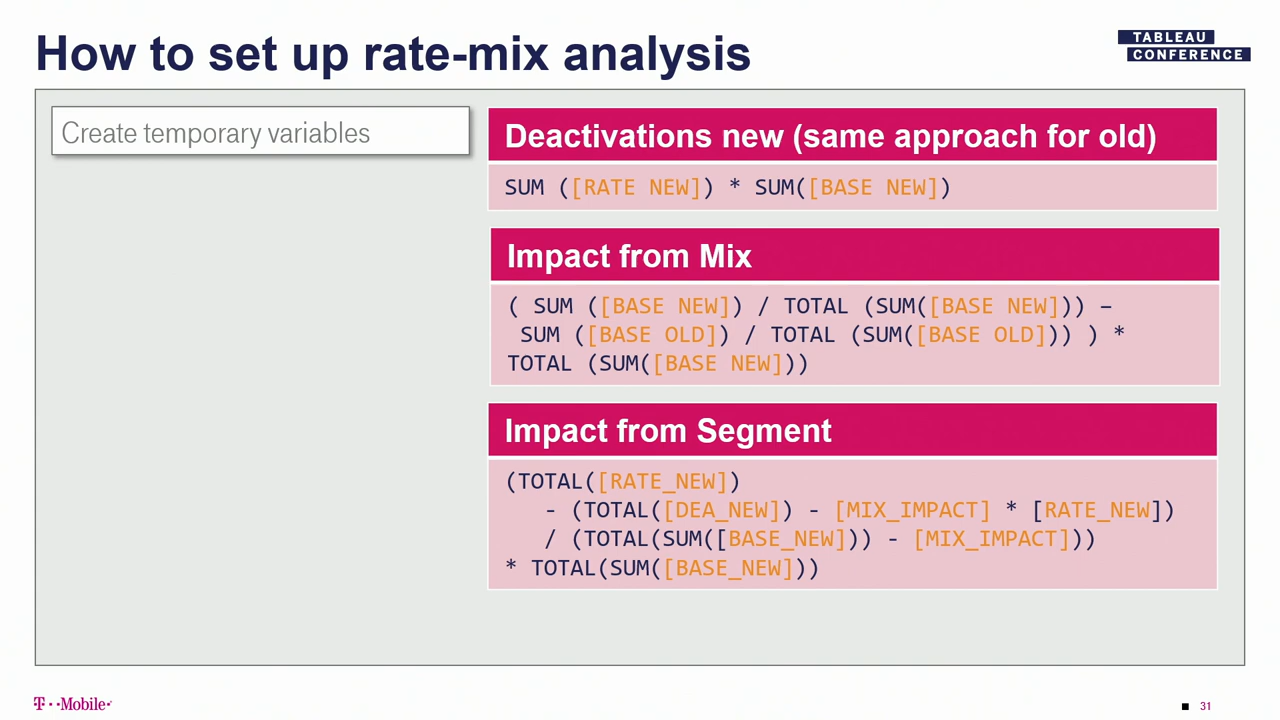 How to set up rate-mix analysis
TABLEAU
CONFERENCE
Create temporary variables
Deactivations new (same approach for old)
SUM ([RATE NEW]) * SUM([BASE NEW])
Impact from Mix
( SUM ([BASE NEW]) / TOTAL (SUM([BASE NEW])) –
SUM ([BASE OLD]) / TOTAL (SUM([BASE OLD])) ) *
TOTAL (SUM([BASE NEW]))
Impact from Segment
(TOTAL([RATE_NEW])
- (TOTAL([DEA_NEW]) - [MIX_IMPACT] * [RATE_NEW])
/ (TOTAL(SUM([BASE_NEW])) - [MIX_IMPACT]))
* TOTAL(SUM([BASE_NEW]))
T··Mobile·
■ 31